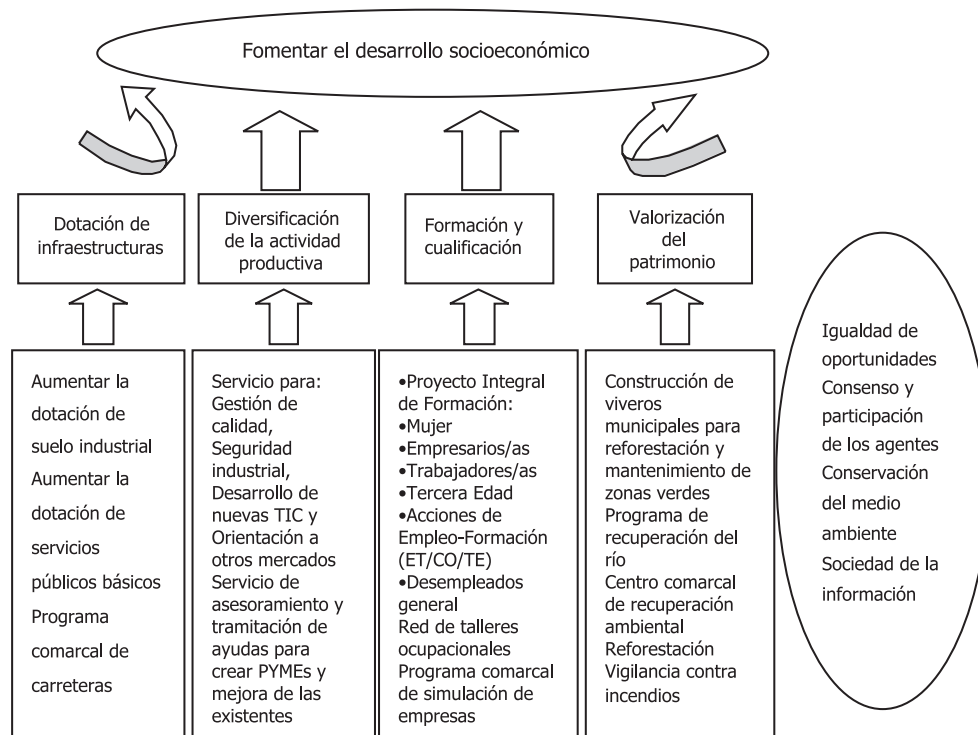 Fomentar el desarrollo socioeconómico
Dotación de
infraestructuras
Diversificación
de la actividad
productiva
Formación y
cualificación
Valorización
del
patrimonio
Aumentar la
dotación de
suelo industrial
Aumentar la
dotación de
servicios
públicos básicos
Programa
comarcal de
carreteras
Servicio para:
Gestión de
calidad,
Seguridad
industrial,
Desarrollo de
nuevas TIC y
Orientación a
otros mercados
Servicio de
asesoramiento y
tramitación de
ayudas para
crear PYMEs y
mejora de las
existentes
•Proyecto Integral
de Formación:
•Mujer
•Empresarios/as
•Trabajadores/as
•Tercera Edad
•Acciones de
Empleo-Formación
(ET/CO/TE)
•Desempleados
general
Red de talleres
ocupacionales
Programa comarcal
de simulación de
empresas
Construcción de
viveros
municipales para
reforestación y
mantenimiento de
zonas verdes
Programa de
recuperación del
río
Centro comarcal
de recuperación
ambiental
Reforestación
Vigilancia contra
incendios
Igualdad de
oportunidades
Consenso y
participación
de los agentes
Conservación
del medio
ambiente
Sociedad de la
información